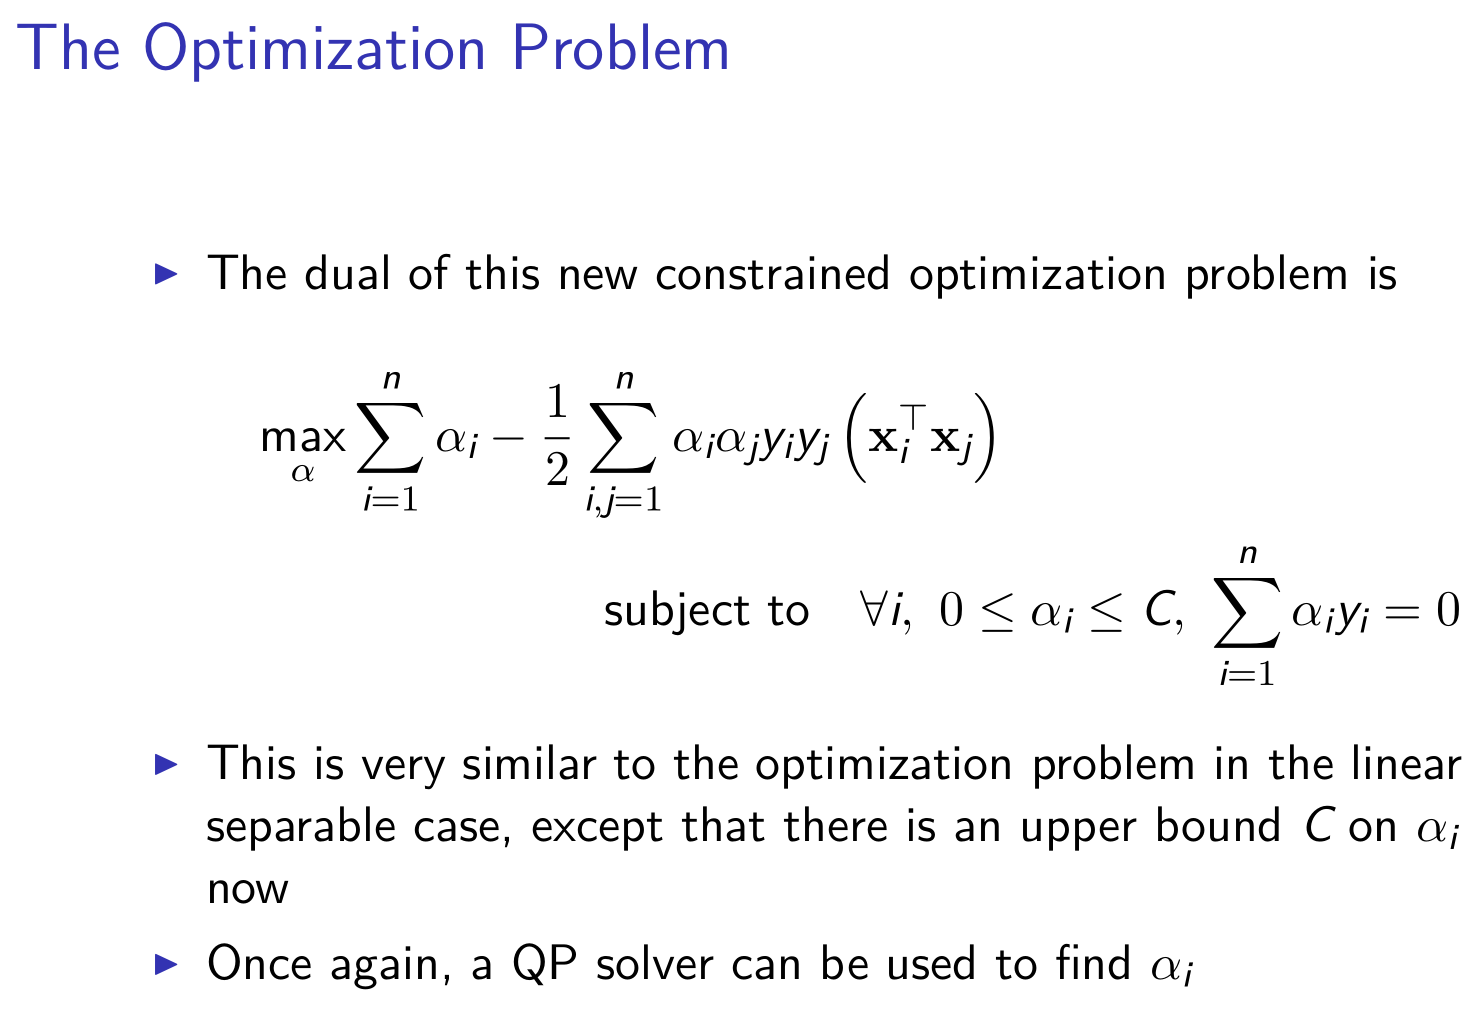 The Optimization Problem
▶ The dual of this new constrained optimization problem is
$\max_{\alpha} \sum_{i=1}^{n} \alpha_i - \frac{1}{2} \sum_{i,j=1}^{n} \alpha_i \alpha_j y_i y_j \left( \mathbf{x}_i^\top \mathbf{x}_j \right)$
subject to $\forall i,\ 0 \leq \alpha_i \leq C,\ \sum_{i=1}^{n} \alpha_i y_i = 0$
▶ This is very similar to the optimization problem in the linear
separable case, except that there is an upper bound $C$ on $\alpha_i$
now
▶ Once again, a QP solver can be used to find $\alpha_i$